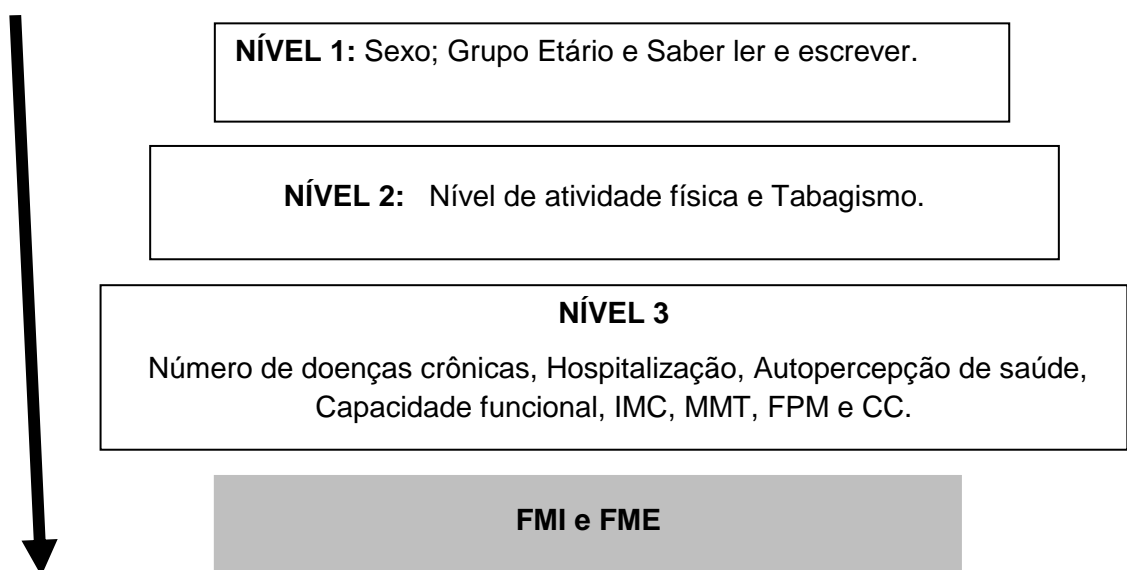 NÍVEL 1: Sexo; Grupo Etário e Saber ler e escrever.
NÍVEL 2: Nível de atividade física e Tabagismo.
NÍVEL 3
Número de doenças crônicas, Hospitalização, Autopercepção de saúde,
Capacidade funcional, IMC, MMT, FPM e CC.
FMI e FME